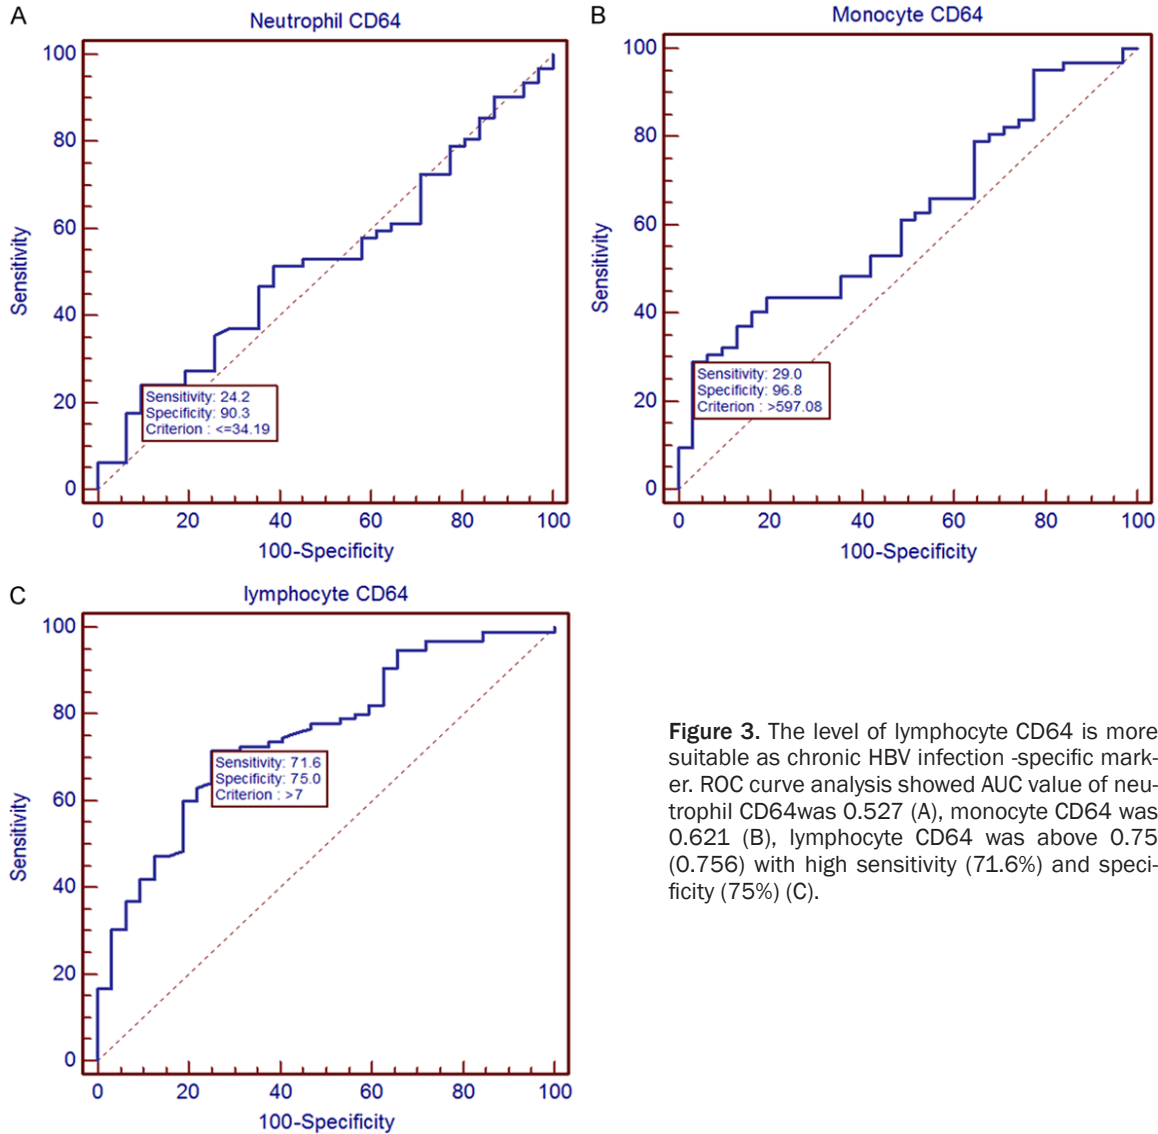 A
Neutrophil CD64
100
80
60
40
20
0
Sensitivity
Sensitivity: 24.2
Specificity: 90.3
Criterion : <=34.19
0 20 40 60 80 100
100-Specificity
B
Monocyte CD64
100
80
60
40
20
0
Sensitivity
Sensitivity: 29.0
Specificity: 96.8
Criterion : >597.08
0 20 40 60 80 100
100-Specificity
C
lymphocyte CD64
100
80
60
40
20
0
Sensitivity
Sensitivity: 71.6
Specificity: 75.0
Criterion : >7
0 20 40 60 80 100
100-Specificity
Figure 3. The level of lymphocyte CD64 is more
suitable as chronic HBV infection -specific mark-
er. ROC curve analysis showed AUC value of neu-
trophil CD64was 0.527 (A), monocyte CD64 was
0.621 (B), lymphocyte CD64 was above 0.75
(0.756) with high sensitivity (71.6%) and speci-
ficity (75%) (C).